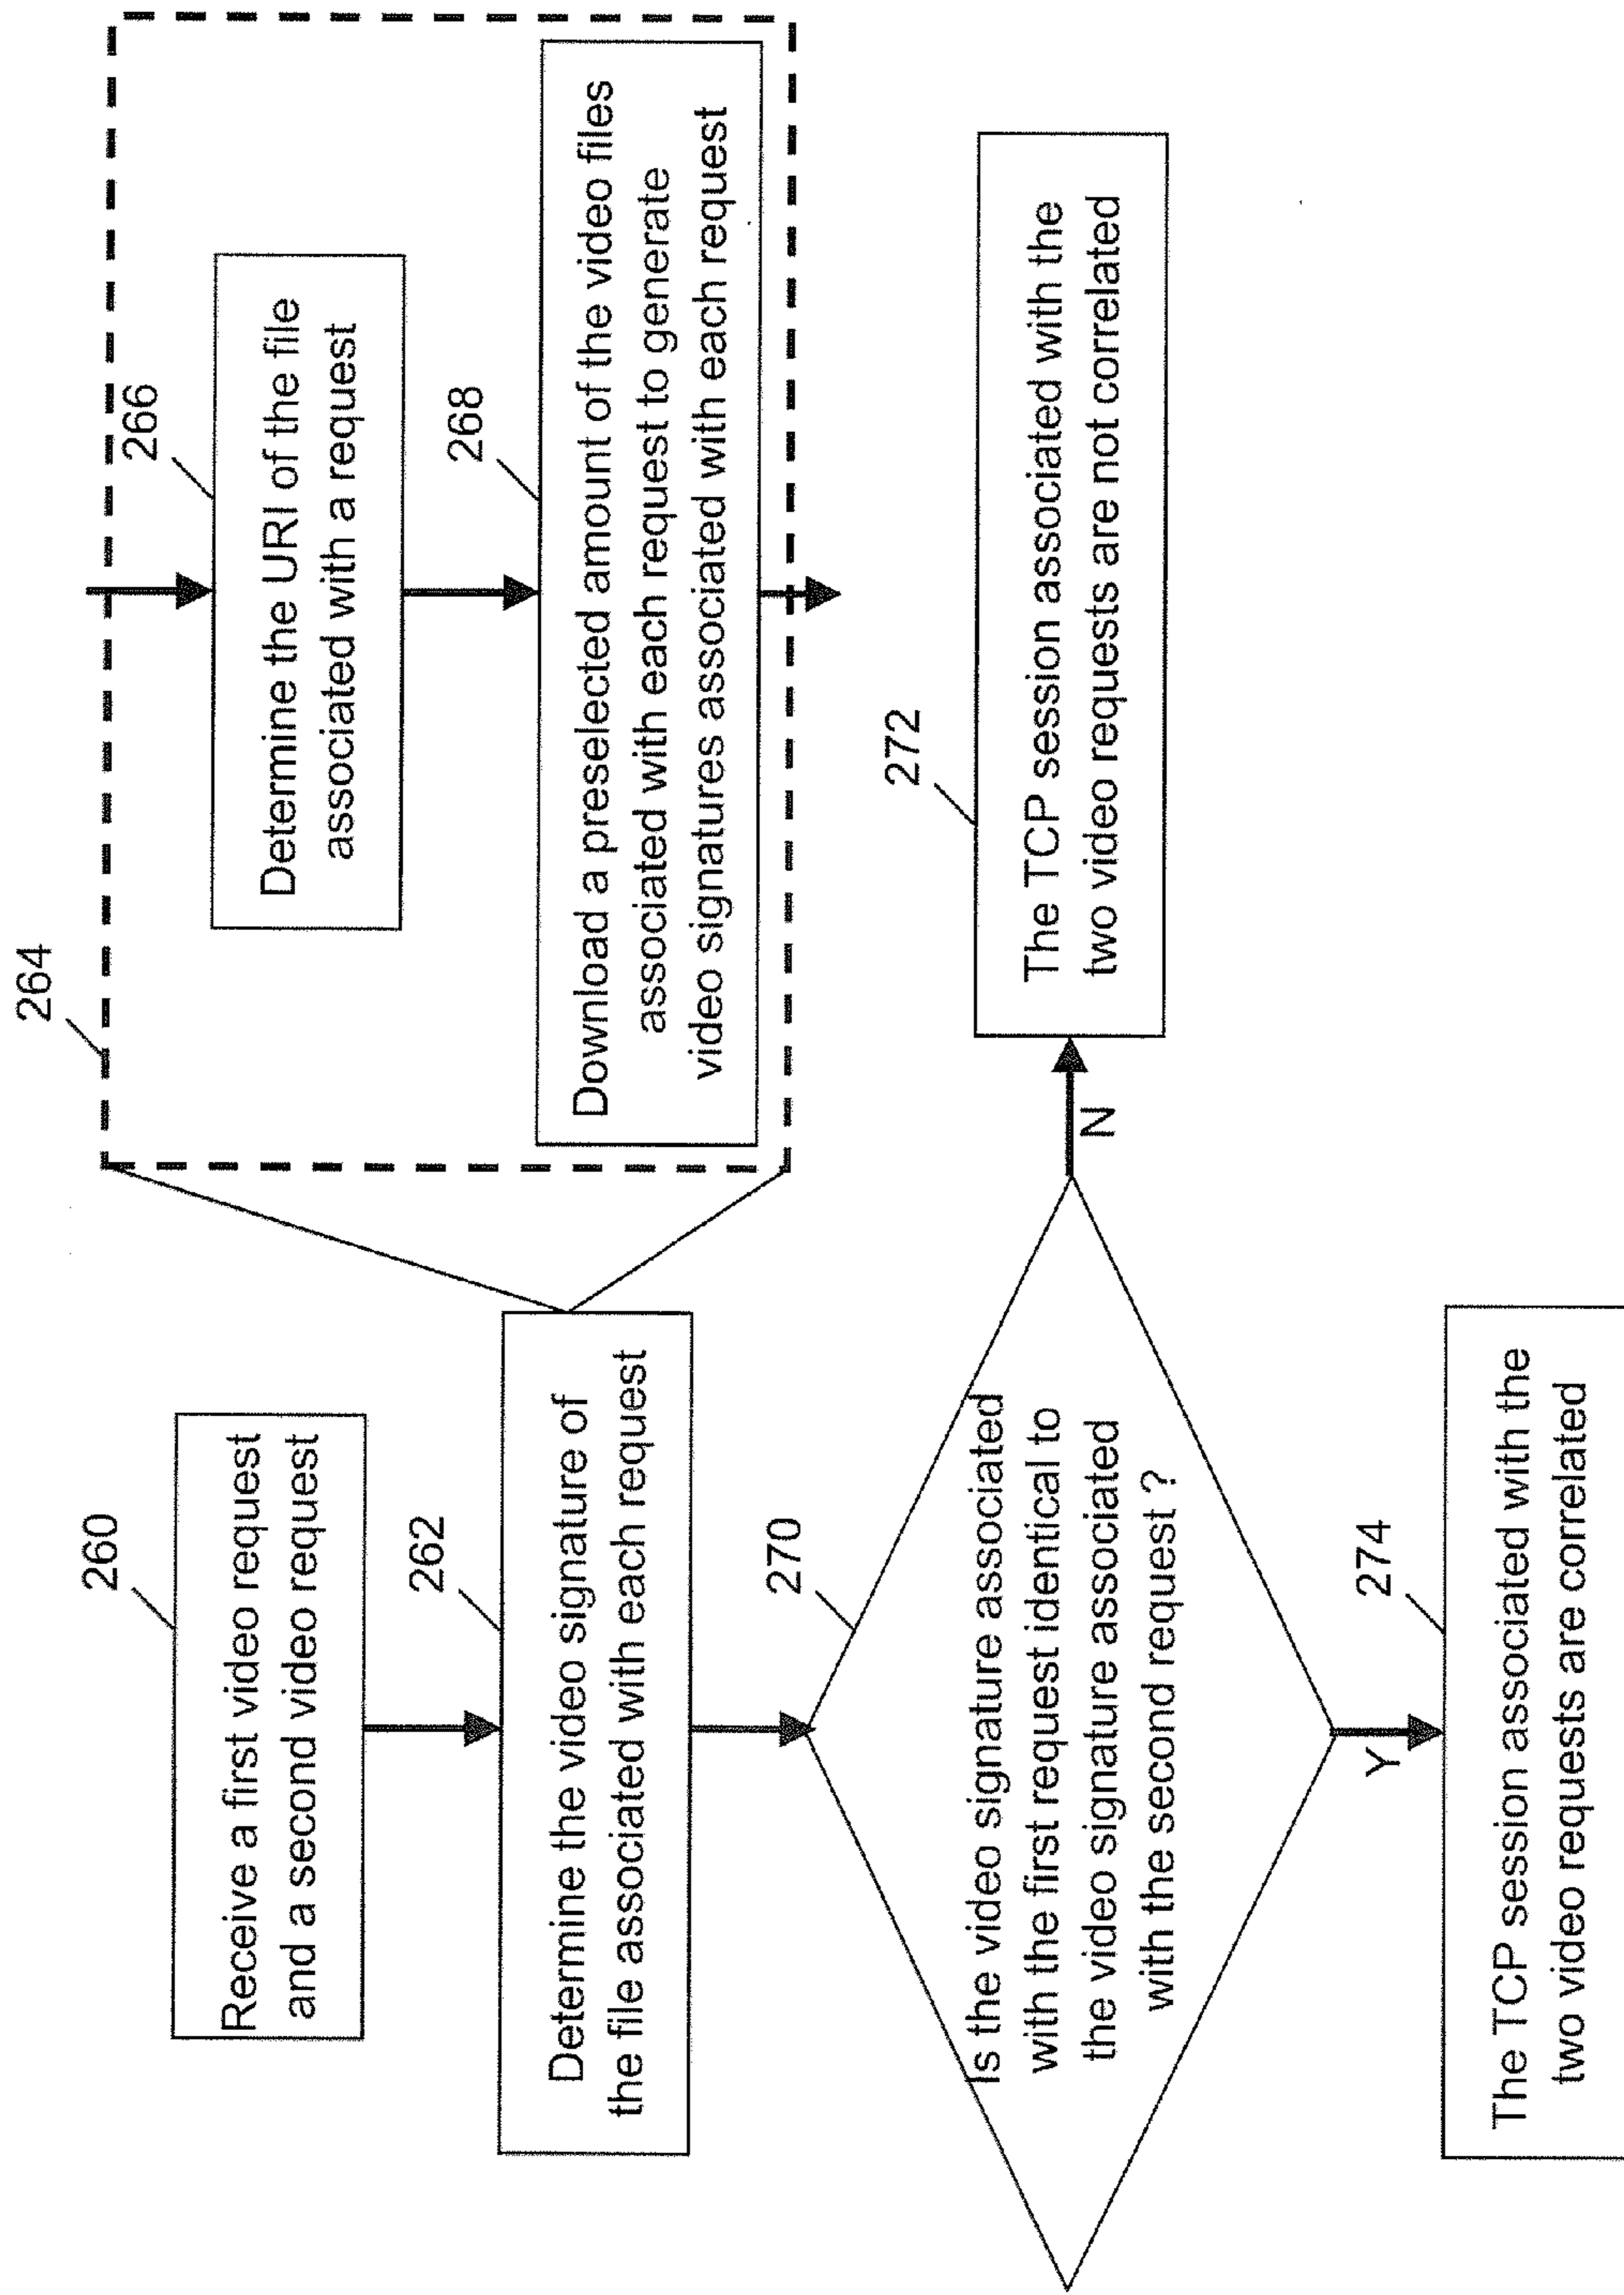 260
Receive a first video request
and a second video request
262
Determine the video signature of
the file associated with each request
264
266
Determine the URI of the file
associated with a request
268
Download a preselected amount of the video files
associated with each request to generate
video signatures associated with each request
270
Is the video signature associated
with the first request identical to
the video signature associated
with the second request ?
N
272
The TCP session associated with the
two video requests are not correlated
Y
274
The TCP session associated with the
two video requests are correlated